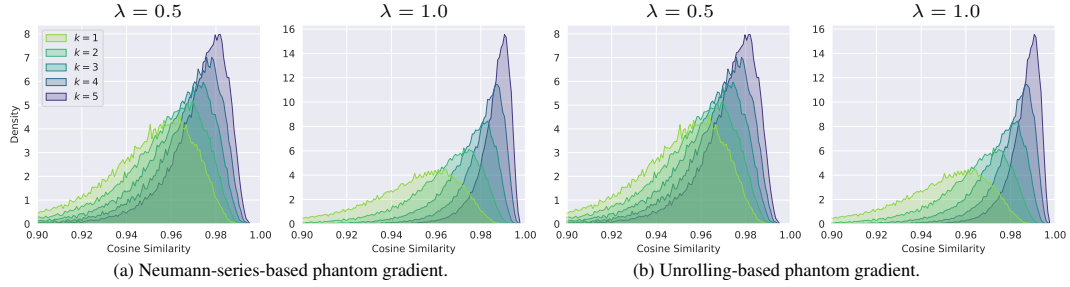 λ = 0.5
λ = 1.0
λ = 0.5
λ = 1.0
Density
8
7
6
5
4
3
2
1
0
k = 1
k = 2
k = 3
k = 4
k = 5
0.90 0.92 0.94 0.96 0.98 1.00
Cosine Similarity
16
14
12
10
8
6
4
2
0
0.90 0.92 0.94 0.96 0.98 1.00
Cosine Similarity
8
7
6
5
4
3
2
1
0
0.90 0.92 0.94 0.96 0.98 1.00
Cosine Similarity
16
14
12
10
8
6
4
2
0
0.90 0.92 0.94 0.96 0.98 1.00
Cosine Similarity
(a) Neumann-series-based phantom gradient.
(b) Unrolling-based phantom gradient.